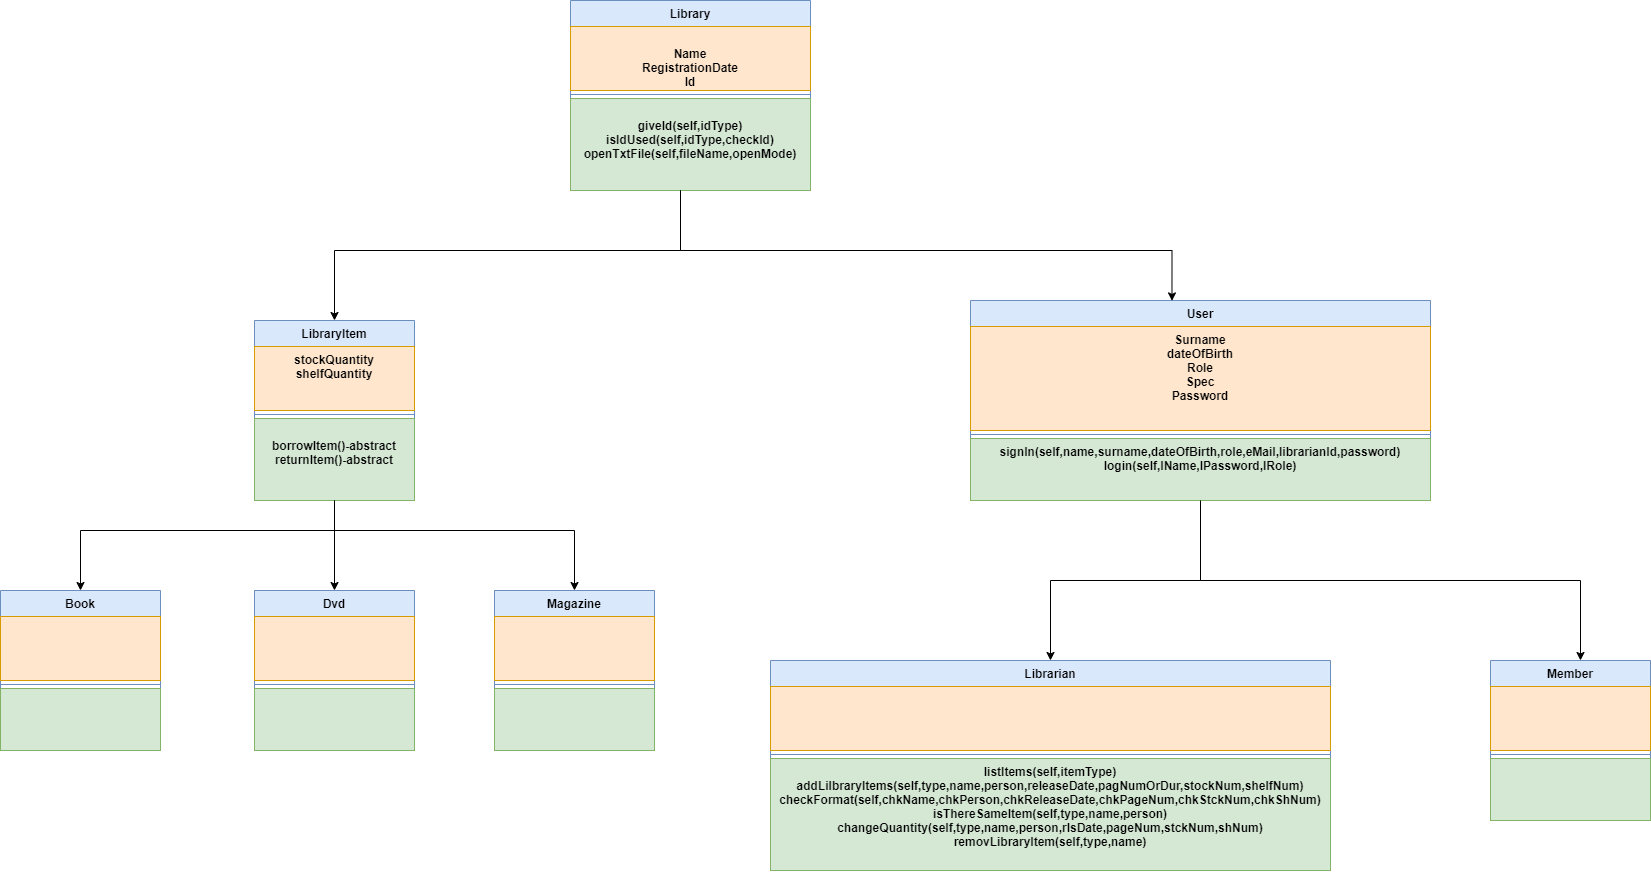 Library
Name
RegistrationDate
Id
giveId(self,idType)
isIdUsed(self,idType,checkId)
openTxtFile(self,fileName,openMode)
LibraryItem
stockQuantity
shelfQuantity
borrowItem()-abstract
returnItem()-abstract
User
Surname
dateOfBirth
Role
Spec
Password
signIn(self,name,surname,dateOfBirth,role,eMail,librarianId,password)
login(self,lName,lPassword,lRole)
Book
Dvd
Magazine
Librarian
listItems(self,itemType)
addLilbraryItems(self,type,name,person,releaseDate,pagNumOrDur,stockNum,shelfNum)
checkFormat(self,chkName,chkPerson,chkReleaseDate,chkPageNum,chkStckNum,chkShNum)
isThereSameItem(self,type,name,person)
changeQuantity(self,type,name,person,rlsDate,pageNum,stckNum,shNum)
removLibraryItem(self,type,name)
Member